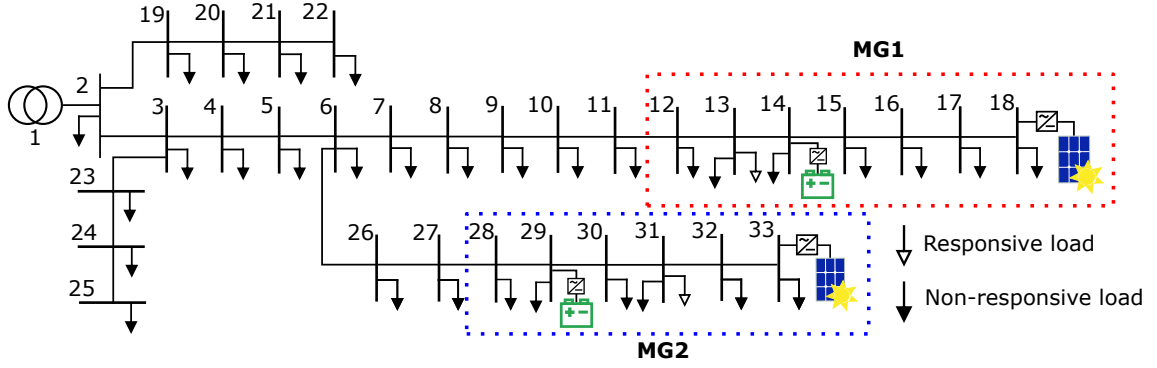 19 20 21 22
MG1
2 3 4 5 6 7 8 9 10 11 12 13 14 15 16 17 18
1
23
24
25
26 27 28 29 30 31 32 33
Responsive load
Non-responsive load
MG2